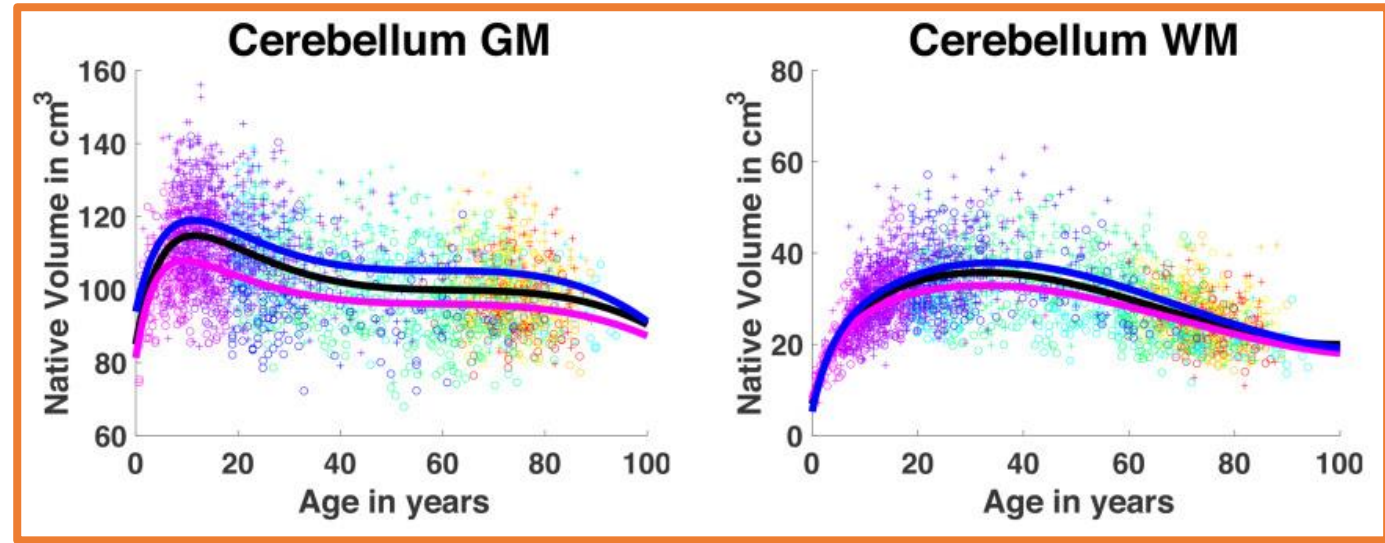 Cerebellum GM
Native Volume in cm³
160
140
120
100
80
60
0 20 40 60 80 100
Age in years
Cerebellum WM
Native Volume in cm³
80
60
40
20
0
0 20 40 60 80 100
Age in years